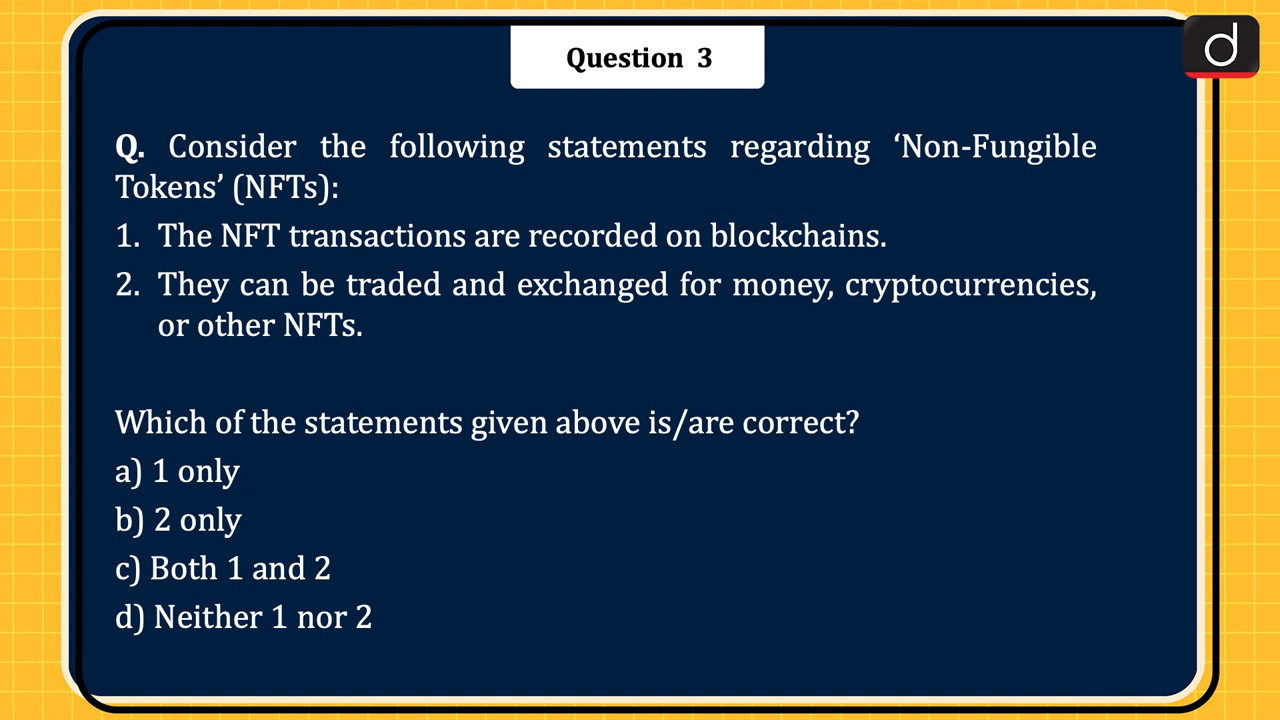 Question 3
d
Q. Consider the following statements regarding ‘Non-Fungible
Tokens’ (NFTs):
1. The NFT transactions are recorded on blockchains.
2. They can be traded and exchanged for money, cryptocurrencies,
or other NFTs.
Which of the statements given above is/are correct?
a) 1 only
b) 2 only
c) Both 1 and 2
d) Neither 1 nor 2